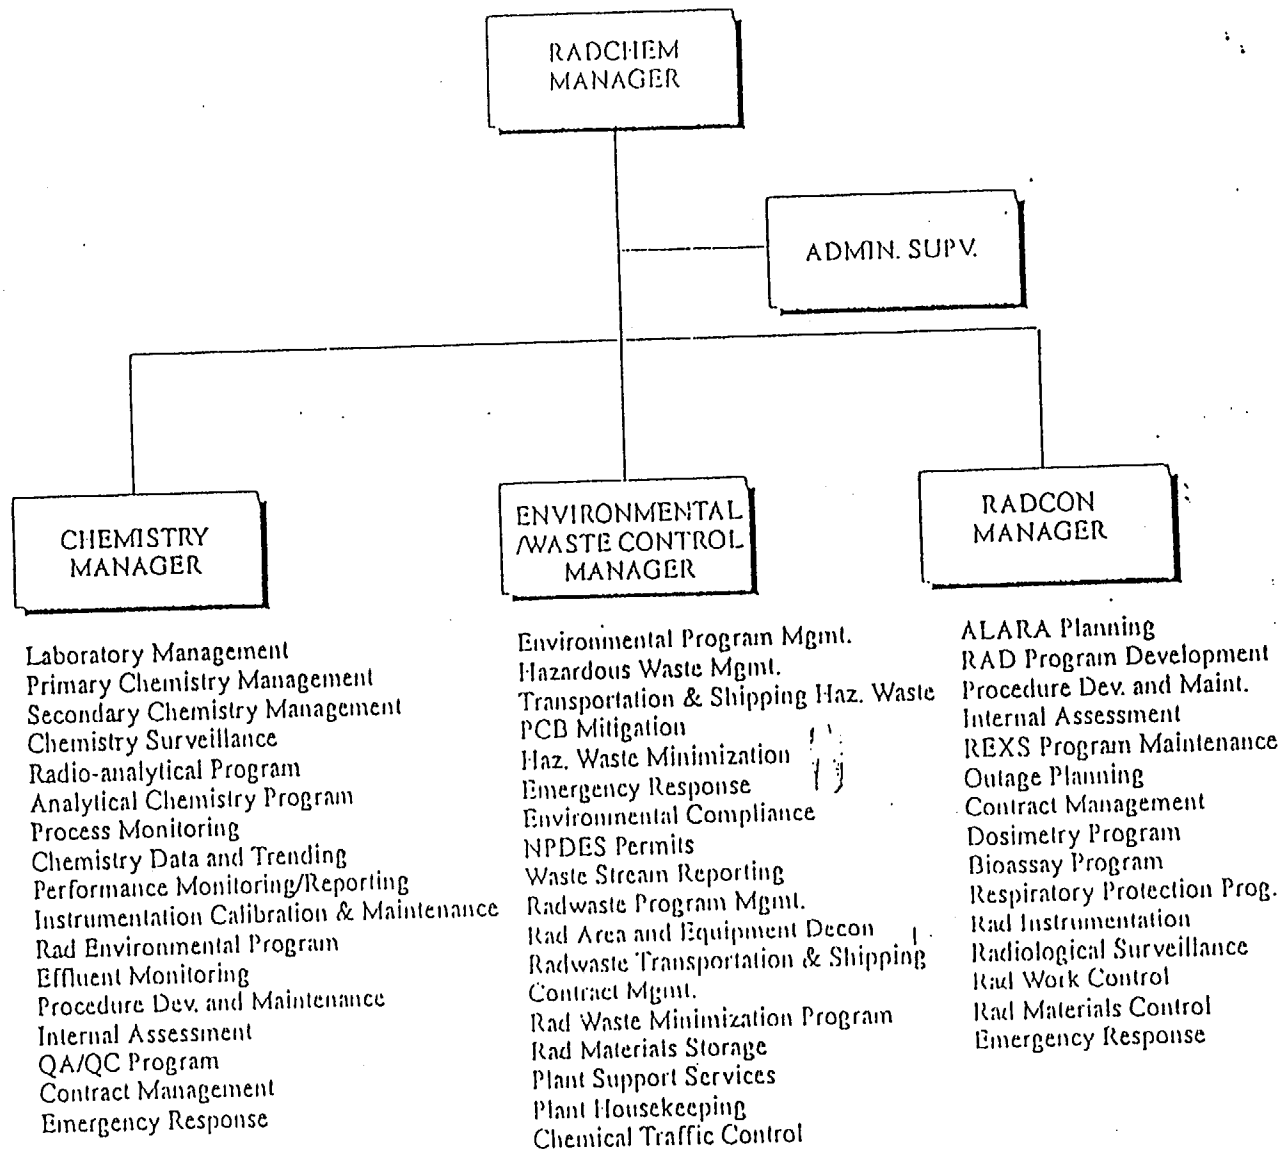 RADCHEM
MANAGER
ADMIN. SUPV.
CHEMISTRY
MANAGER
Laboratory Management
Primary Chemistry Management
Secondary Chemistry Management
Chemistry Surveillance
Radio-analytical Program
Analytical Chemistry Program
Process Monitoring
Chemistry Data and Trending
Performance Monitoring/Reporting
Instrumentation Calibration & Maintenance
Rad Environmental Program
Effluent Monitoring
Procedure Dev. and Maintenance
Internal Assessment
QA/QC Program
Contract Management
Emergency Response
ENVIRONMENTAL
/WASTE CONTROL
MANAGER
Environmental Program Mgmt.
Hazardous Waste Mgmt.
Transportation & Shipping Haz. Waste
PCB Mitigation
Haz. Waste Minimization
Emergency Response
Environmental Compliance
NPDES Permits
Waste Stream Reporting
Radwaste Program Mgmt.
Rad Area and Equipment Decon
Radwaste Transportation & Shipping
Contract Mgmt.
Rad Waste Minimization Program
Rad Materials Storage
Plant Support Services
Plant Housekeeping
Chemical Traffic Control
RADCON
MANAGER
ALARA Planning
RAD Program Development
Procedure Dev. and Maint.
Internal Assessment
REXS Program Maintenance
Outage Planning
Contract Management
Dosimetry Program
Bioassay Program
Respiratory Protection Prog.
Rad Instrumentation
Radiological Surveillance
Rad Work Control
Rad Materials Control
Emergency Response